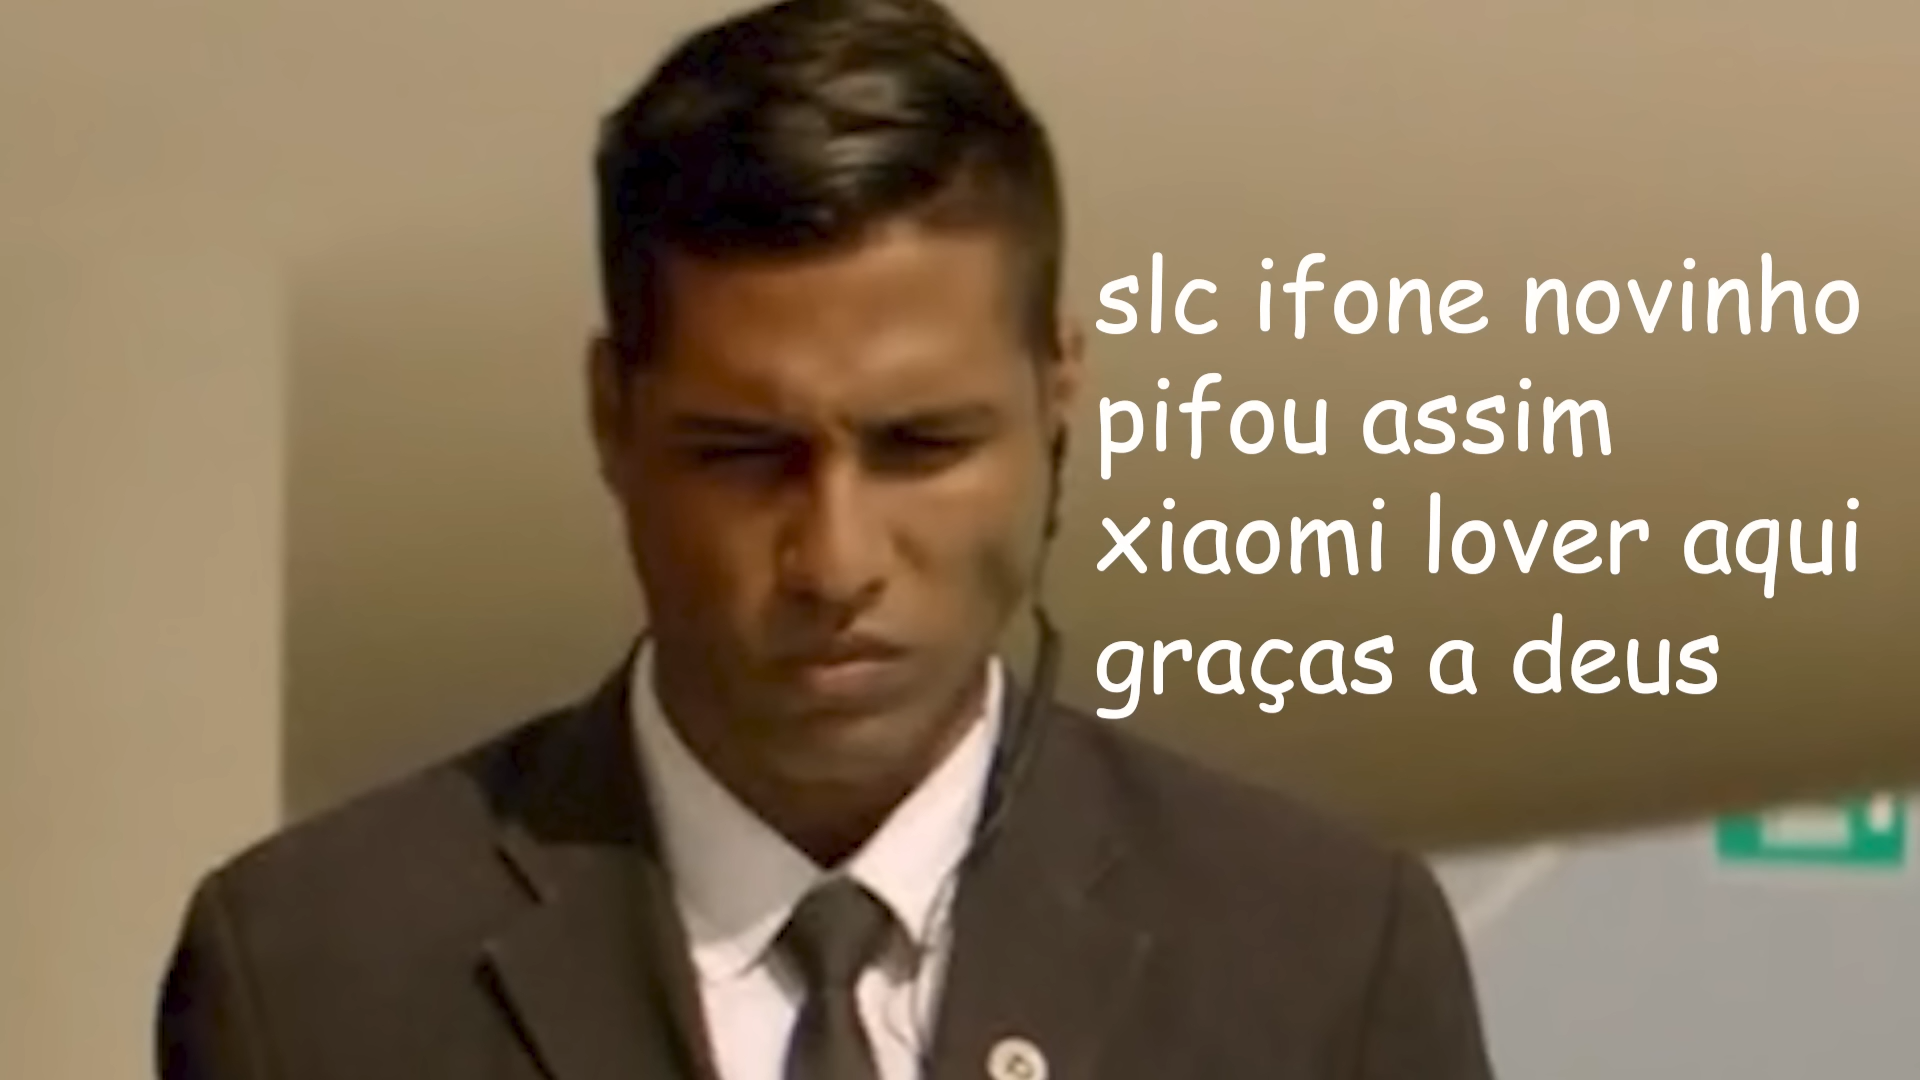 slc ifone novinho
pifou assim
xiaomi lover aqui
graças a deus